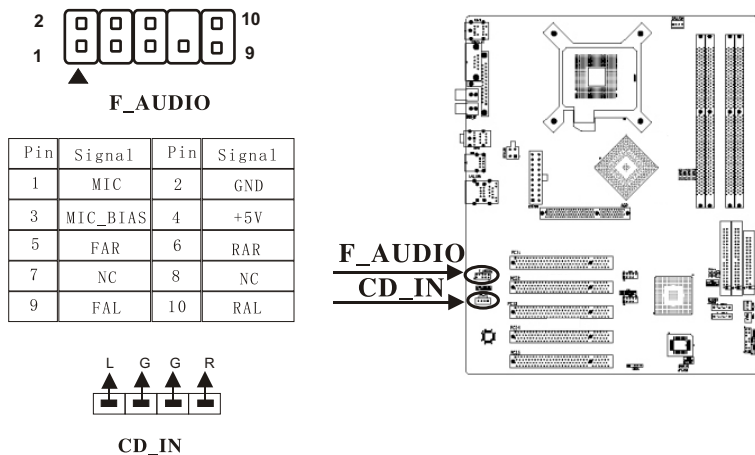 2 10
1 9
F_AUDIO
Pin Signal Pin Signal
1 MIC 2 GND
3 MIC_BIAS 4 +5V
5 FAR 6 RAR
7 NC 8 NC
9 FAL 10 RAL
L G G R
CD_IN
F_AUDIO
CD_IN